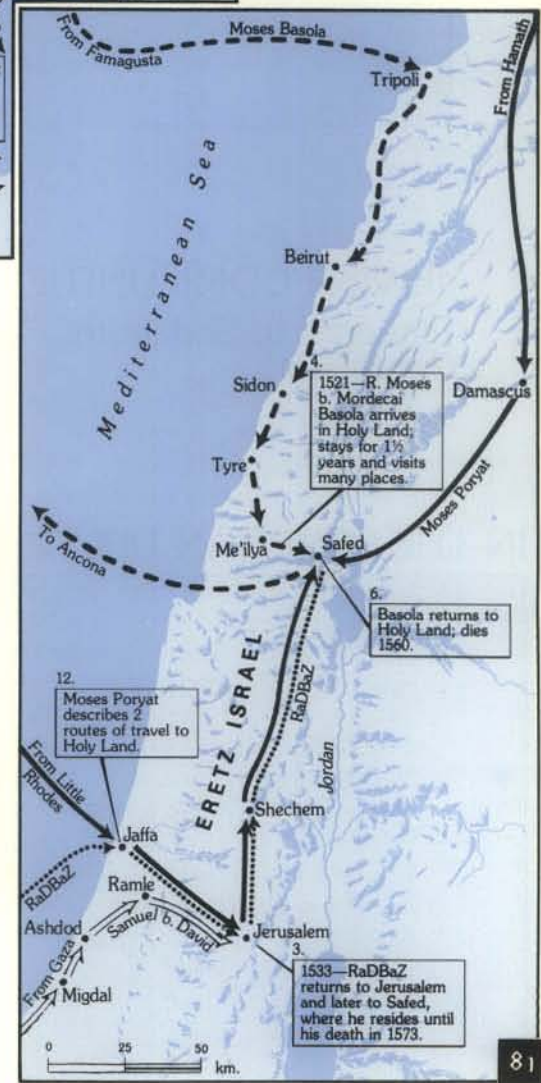 From Famagusta
Moses Basola
Tripoli
From Hamath
Mediterranean Sea
Beirut
Sidon
Damascus
4.
1521—R. Moses
b. Mordecai
Basola arrives
in Holy Land;
stays for 1½
years and visits
many places.
Tyre
Moses Poryat
Me'ilya
Safed
To Ancona
6.
Basola returns to
Holy Land; dies
1560.
ERETZ ISRAEL
RaDBaZ
Jordan
12.
Moses Poryat
describes 2
routes of travel to
Holy Land.
From Little
Rhodes
Shechem
Jaffa
RaDBaZ
Ramle
Samuel b. David
Ashdod
Jerusalem
From Gaza
Migdal
3.
1533—RaDBaZ
returns to Jerusalem
and later to Safed,
where he resides until
his death in 1573.
0 25 50
km.
81